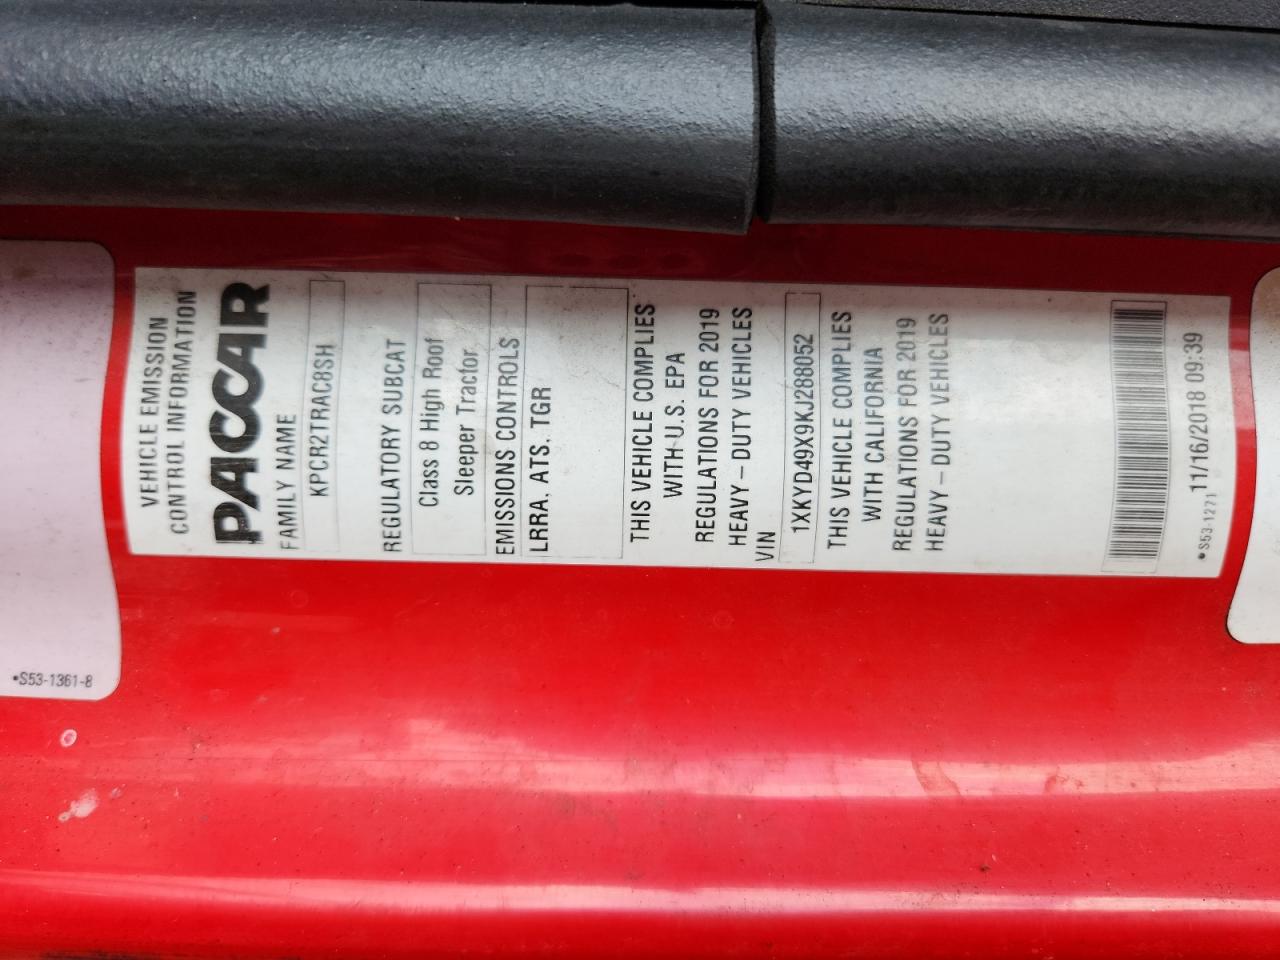 VEHICLE EMISSION
CONTROL INFORMATION
PACCAR
FAMILY NAME
KPCR2TRAC8SH
REGULATORY SUBCAT
Class 8 High Roof
Sleeper Tractor
EMISSIONS CONTROLS
LRRA, ATS, TGR
THIS VEHICLE COMPLIES
WITH U.S. EPA
REGULATIONS FOR 2019
HEAVY – DUTY VEHICLES
VIN
1XKYD49X9KJ288052
THIS VEHICLE COMPLIES
WITH CALIFORNIA
REGULATIONS FOR 2019
HEAVY – DUTY VEHICLES
•S53-1271 11/16/2018 09:39
•S53-1361-8